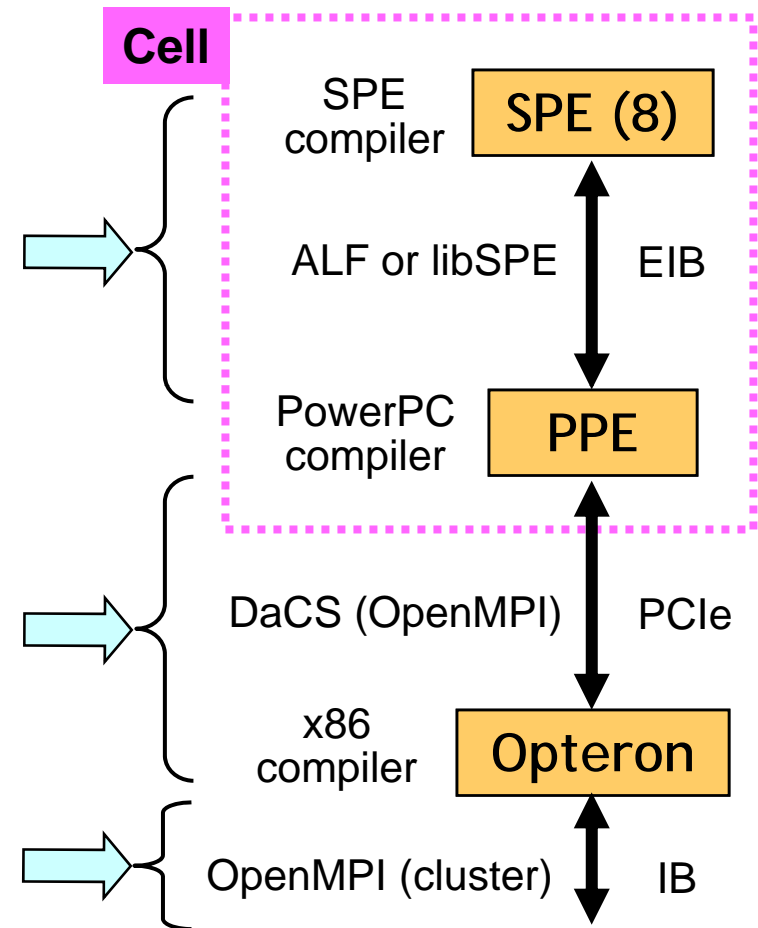 Cell
SPE
compiler
SPE (8)
ALF or libSPE
EIB
PowerPC
compiler
PPE
DaCS (OpenMPI)
PCIe
x86
compiler
Opteron
OpenMPI (cluster)
IB